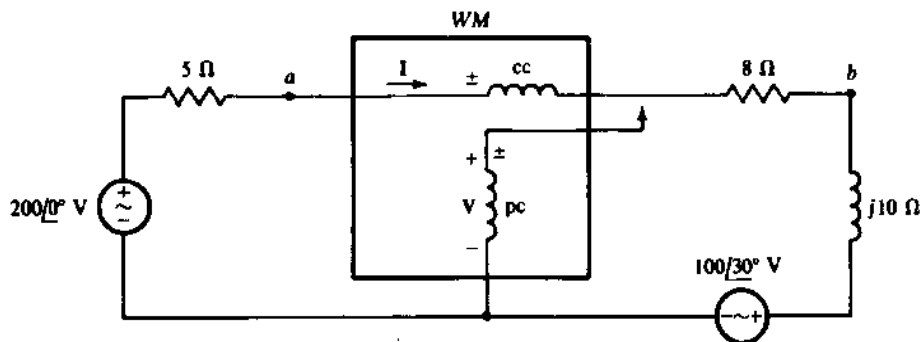 WM
5 Ω
a
I
±
cc
8 Ω
b
+
±
200/0° V
+
~
−
V
pc
j10 Ω
−
100/30° V
−~+